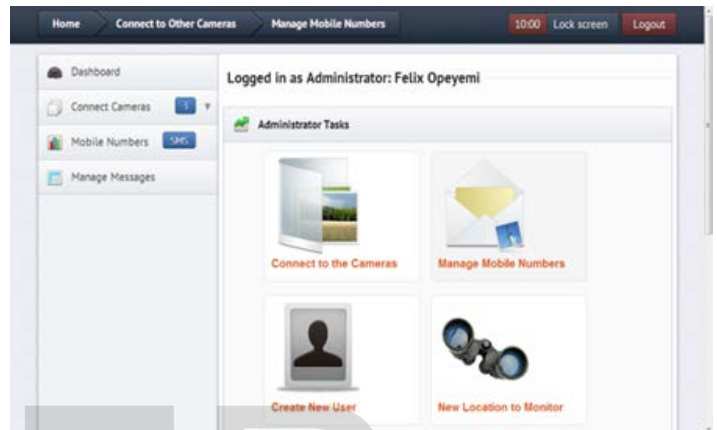 Home Connect to Other Cameras Manage Mobile Numbers 10:00 Lock screen Logout
Dashboard
Connect Cameras 3
Mobile Numbers SMS
Manage Messages
Logged in as Administrator: Felix Opeyemi
Administrator Tasks
Connect to the Cameras Manage Mobile Numbers
Create New User New Location to Monitor